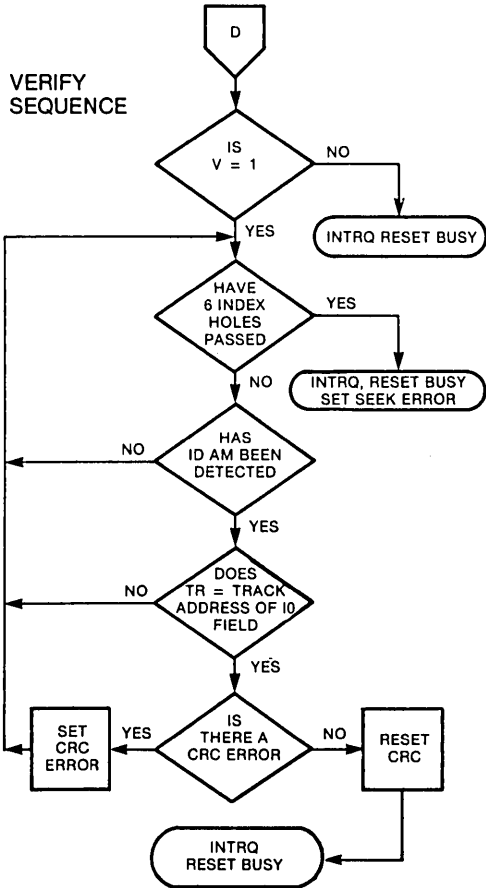 D
VERIFY
SEQUENCE
IS
V = 1
NO
YES
INTRQ RESET BUSY
HAVE
6 INDEX
HOLES
PASSED
YES
NO
INTRQ, RESET BUSY
SET SEEK ERROR
HAS
ID AM BEEN
DETECTED
NO
YES
DOES
TR = TRACK
ADDRESS OF I0
FIELD
NO
YES
IS
THERE A
CRC ERROR
YES
NO
SET
CRC
ERROR
RESET
CRC
INTRQ
RESET BUSY